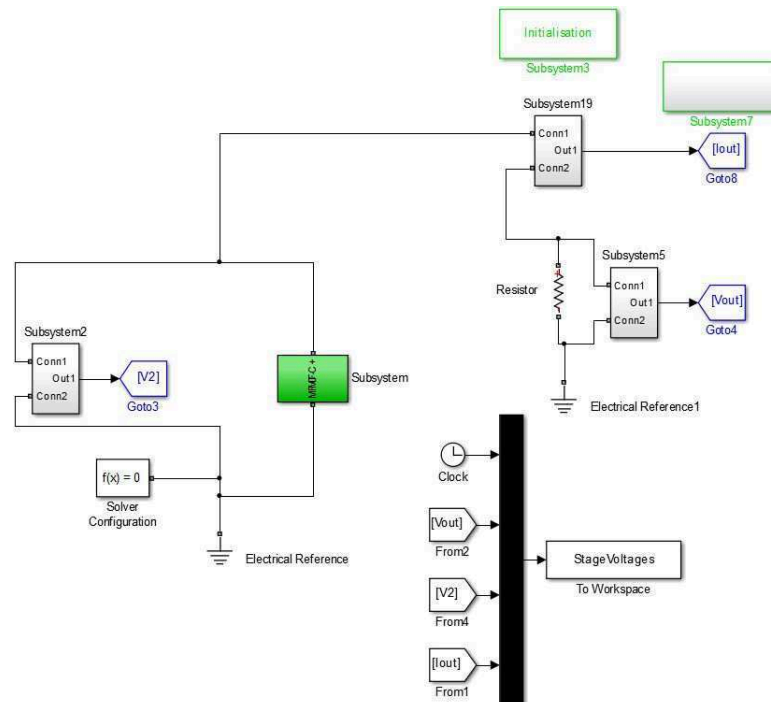 Initialisation
Subsystem3
Subsystem7
Subsystem19
Conn1
Out1
Conn2
[Iout]
Goto8
Subsystem5
Resistor
Conn1
Out1
Conn2
[Vout]
Goto4
Electrical Reference1
Subsystem2
Conn1
Out1
Conn2
[V2]
Goto3
Subsystem
f(x) = 0
Solver
Configuration
Electrical Reference
Clock
[Vout]
From2
[V2]
From4
[Iout]
From1
StageVoltages
To Workspace